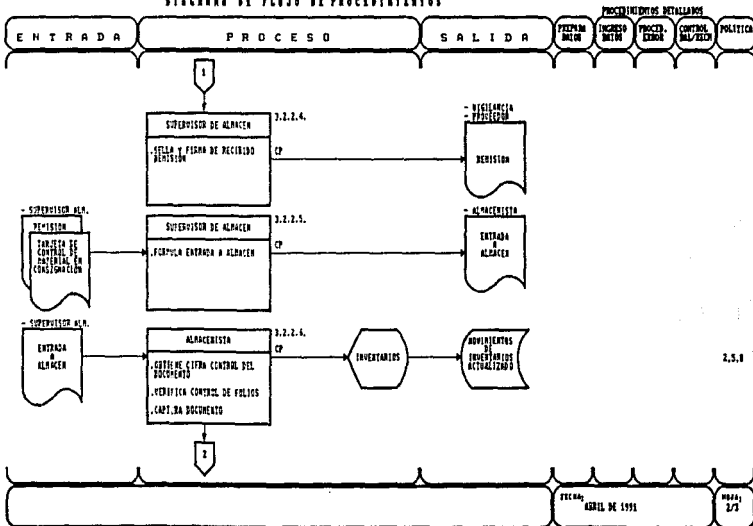 DIAGRAMA DE FLUJO DE PROCEDIMIENTOS
PROCEDIMIENTOS DETALLADOS
ENTRADA
PROCESO
SALIDA
PREPARA DATOS
INGRESO DATOS
PROCED. ERROR
CONTROL BAL/
POLITICA
1
SUPERVISOR DE ALMACEN
3.2.2.4.
CP
.SELLA Y FIRMA DE RECIBIDO
REMISION
- VIGILANCIA
- PROVEEDOR
REMISION
- SUPERVISOR ALM.
REMISION
TARJETA DE
CONTROL DE
MATERIAL EN
CONSIGNACION
SUPERVISOR DE ALMACEN
3.2.2.5.
CP
.FORMULA ENTRADA A ALMACEN
- ALMACENISTA
ENTRADA
A
ALMACEN
- SUPERVISOR ALM.
ENTRADA
A
ALMACEN
ALMACENISTA
3.2.2.6.
CP
.OBTIENE CIFRA CONTROL DEL
DOCUMENTO
.VERIFICA CONTROL DE FOLIOS
.CAPTURA DOCUMENTO
INVENTARIOS
MOVIMIENTOS
DE
INVENTARIOS
ACTUALIZADO
2,5,8
2
FECHA:
ABRIL DE 1991
HOJA:
2/3